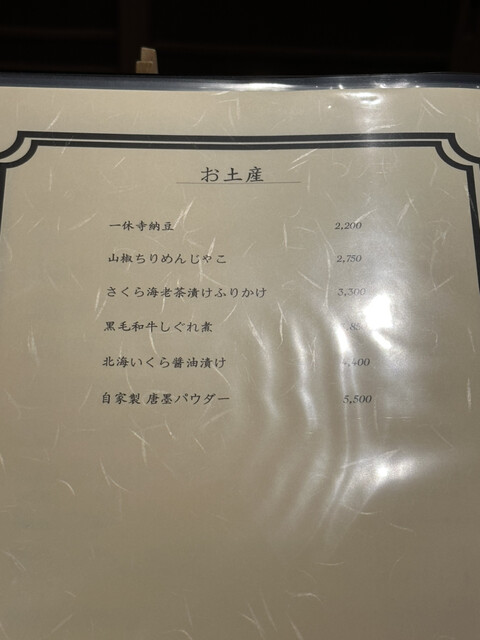 お土産
一休寺納豆 2,200
山椒ちりめんじゃこ 2,750
さくら海老茶漬けふりかけ 3,300
黒毛和牛しぐれ煮
北海いくら醤油漬け
自家製 唐墨パウダー 5,500